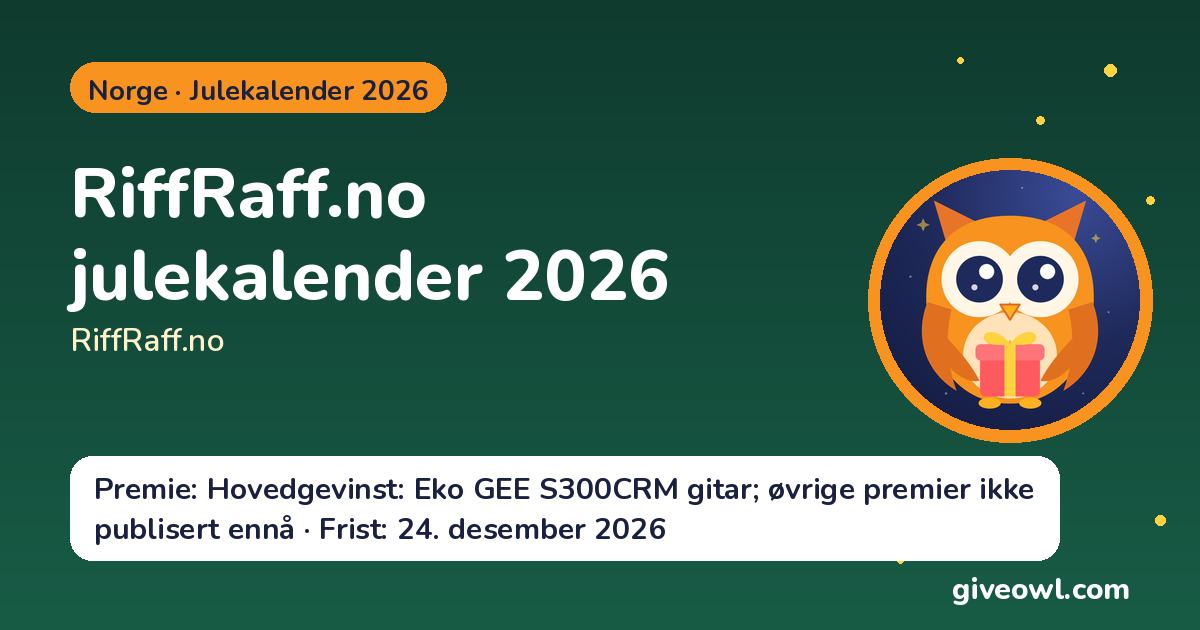 Norge · Julekalender 2026
RiffRaff.no
julekalender 2026
RiffRaff.no
Premie: Hovedgevinst: Eko GEE S300CRM gitar; øvrige premier ikke
publisert ennå · Frist: 24. desember 2026
giveowl.com